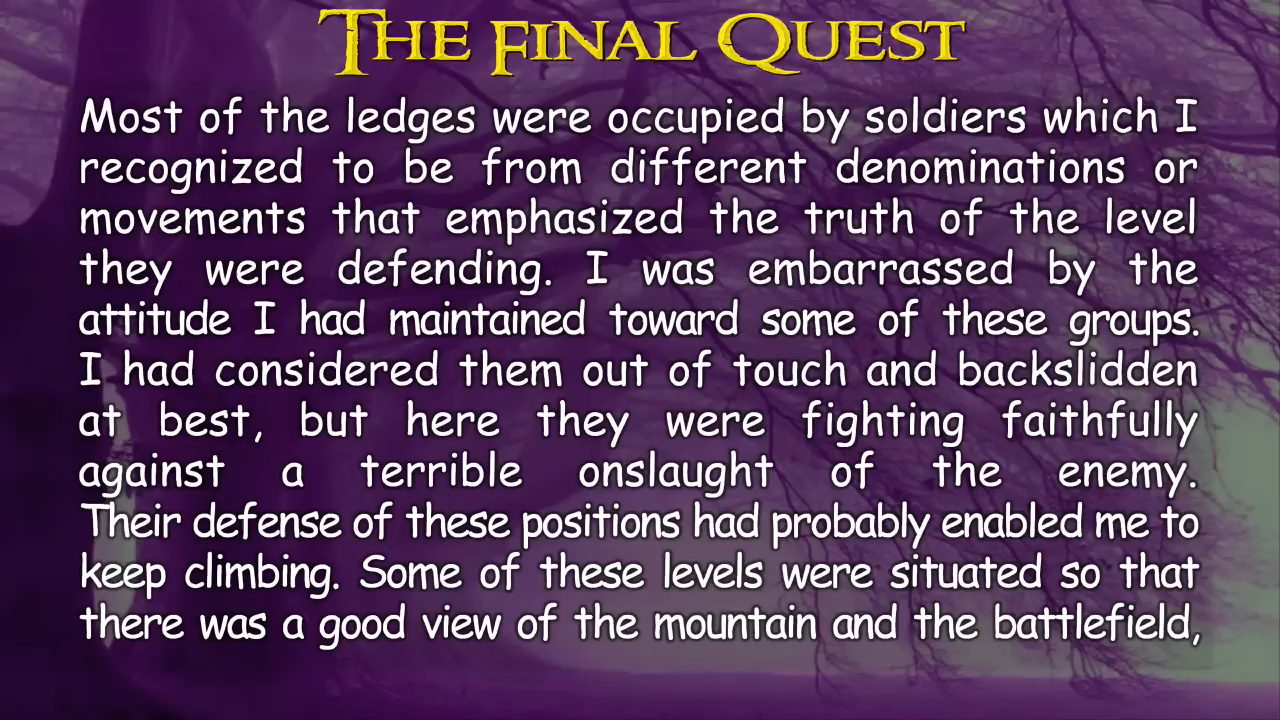 The Final Quest
Most of the ledges were occupied by soldiers which I
recognized to be from different denominations or
movements that emphasized the truth of the level
they were defending. I was embarrassed by the
attitude I had maintained toward some of these groups.
I had considered them out of touch and backslidden
at best, but here they were fighting faithfully
against a terrible onslaught of the enemy.
Their defense of these positions had probably enabled me to
keep climbing. Some of these levels were situated so that
there was a good view of the mountain and the battlefield,